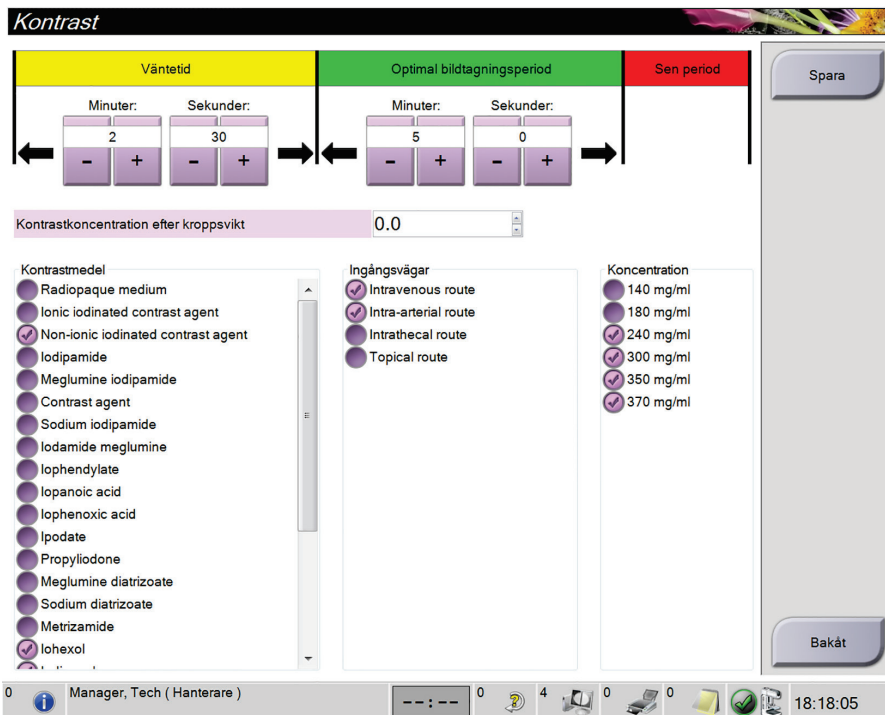 Kontrast
Väntetid
Optimal bildtagningsperiod
Sen period
Spara
Minuter:
Sekunder:
Minuter:
Sekunder:
2
30
5
0
- + - + - + - +
Kontrastkoncentration efter kroppsvikt
0.0
Kontrastmedel
Radiopaque medium
Ionic iodinated contrast agent
Non-ionic iodinated contrast agent
Iodipamide
Meglumine iodipamide
Contrast agent
Sodium iodipamide
Iodamide meglumine
Iophendylate
Iopanoic acid
Iophenoxic acid
Ipodate
Propyliodone
Meglumine diatrizoate
Sodium diatrizoate
Metrizamide
Iohexol
Ingångsvägar
Intravenous route
Intra-arterial route
Intrathecal route
Topical route
Koncentration
140 mg/ml
180 mg/ml
240 mg/ml
300 mg/ml
350 mg/ml
370 mg/ml
Bakåt
0
Manager, Tech ( Hanterare )
--:--
0
4
0
0
18:18:05